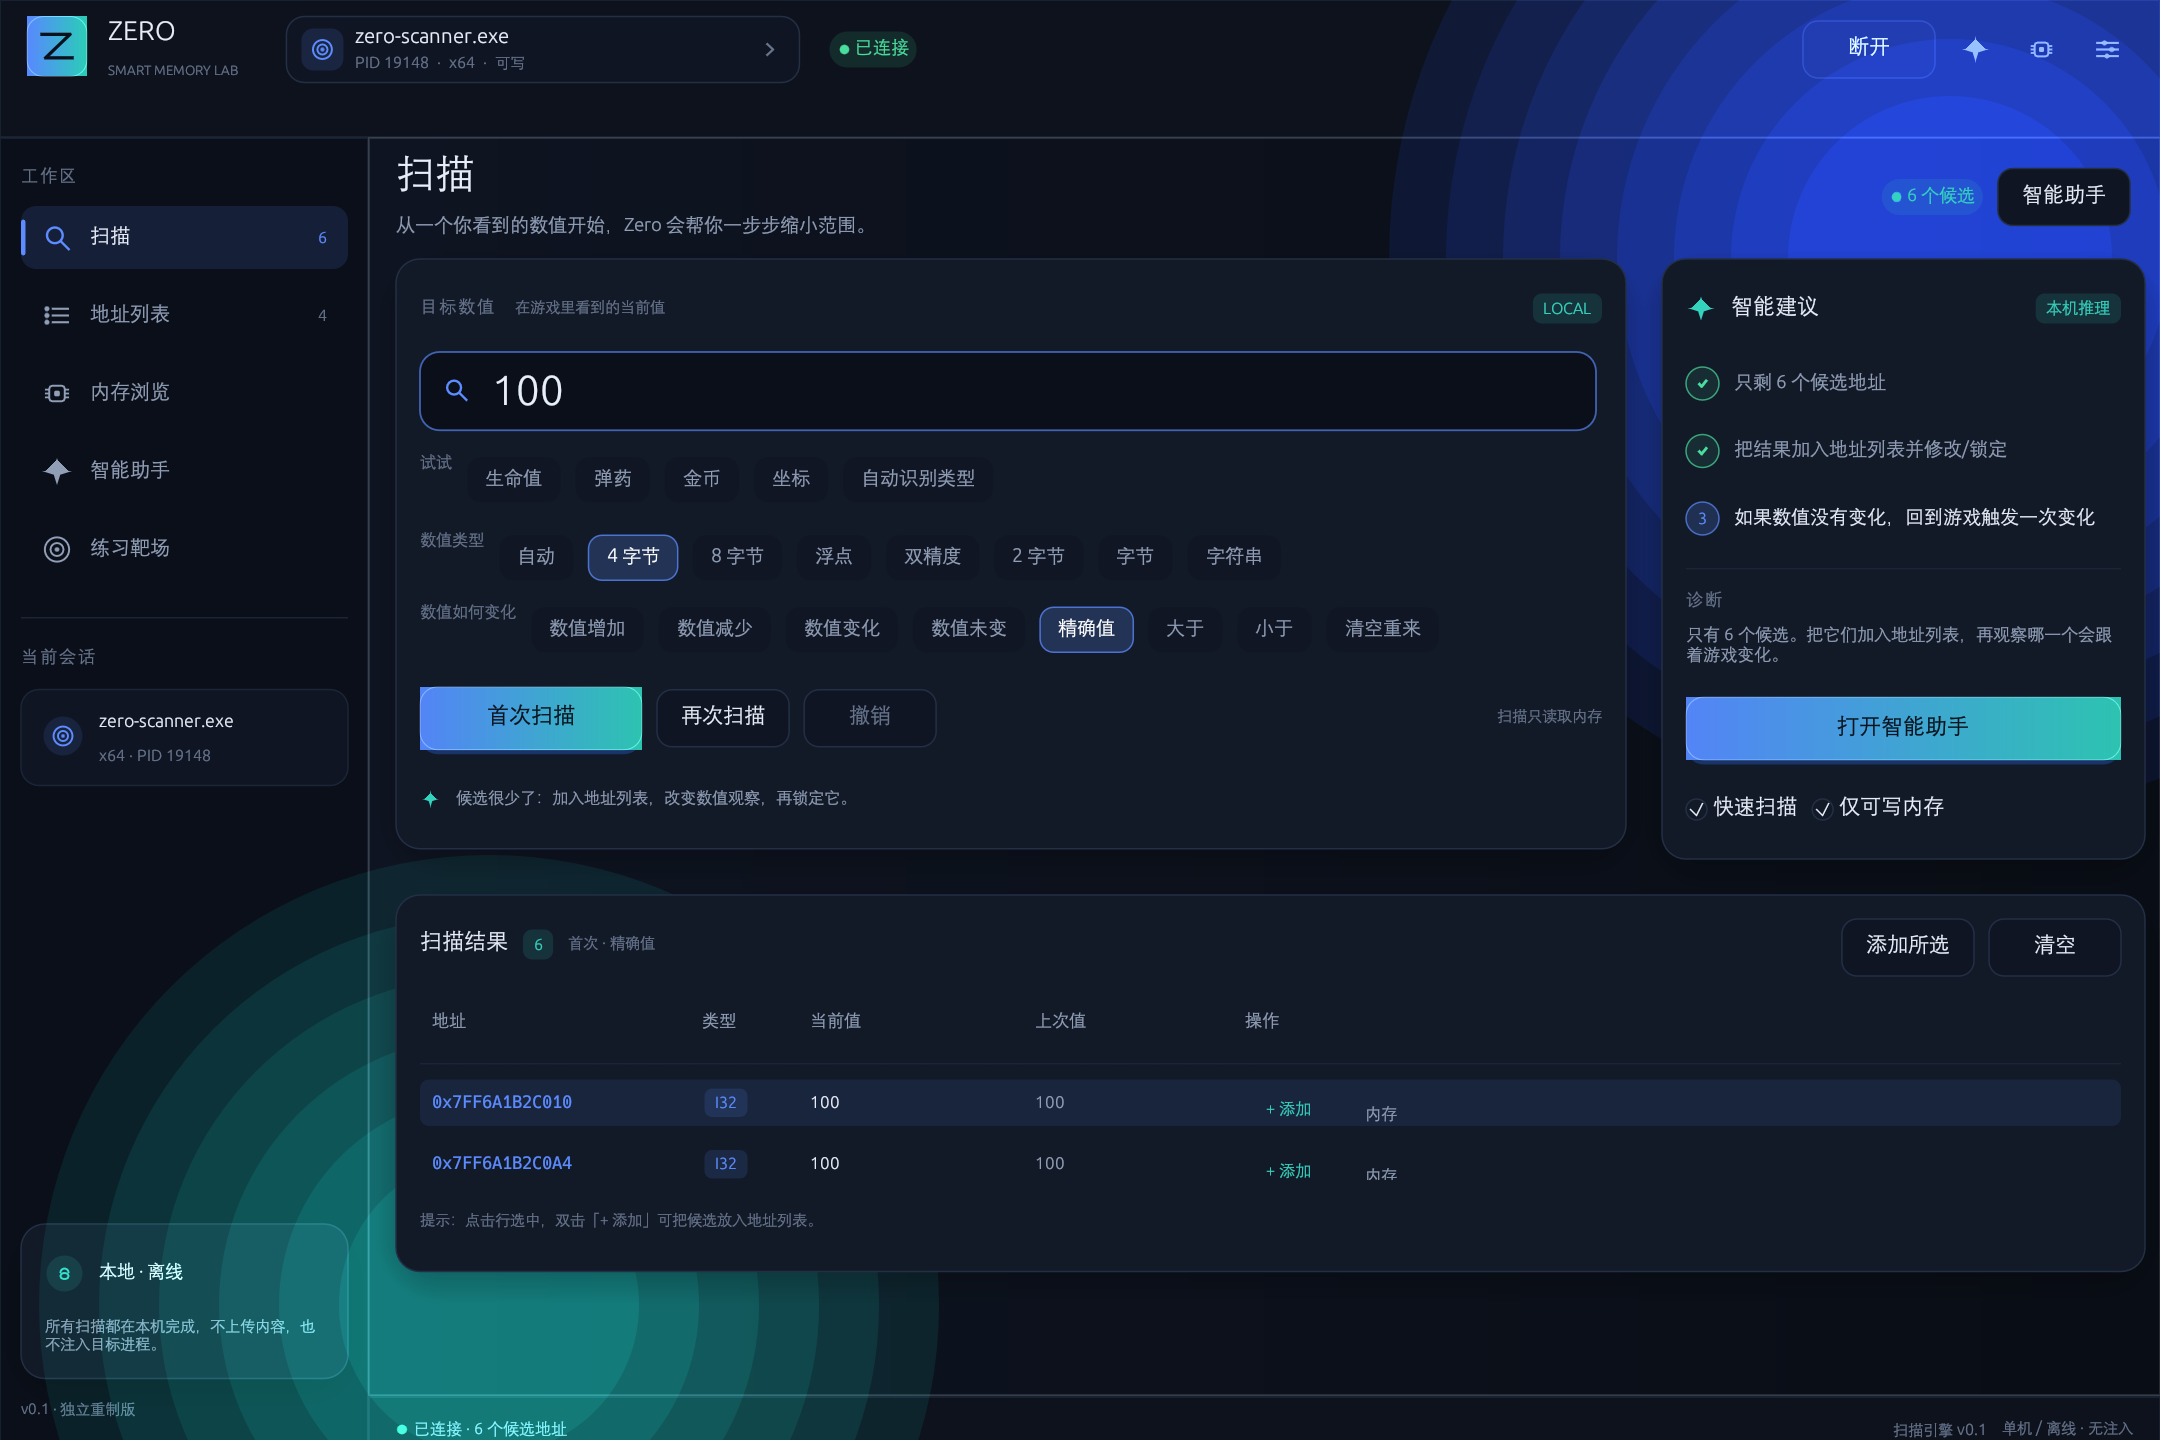 ZERO
SMART MEMORY LAB
zero-scanner.exe
PID 19148 · x64 · 可写
已连接
断开
工作区
扫描 6
地址列表 4
内存浏览
智能助手
练习靶场
当前会话
zero-scanner.exe
x64 · PID 19148
本地 · 离线
所有扫描都在本机完成，不上传内容，也
不注入目标进程。
v0.1 · 独立重制版
扫描
从一个你看到的数值开始，Zero 会帮你一步步缩小范围。
6 个候选
智能助手
目标数值 在游戏里看到的当前值 LOCAL
100
试试 生命值 弹药 金币 坐标 自动识别类型
数值类型 自动 4 字节 8 字节 浮点 双精度 2 字节 字节 字符串
数值如何变化 数值增加 数值减少 数值变化 数值未变 精确值 大于 小于 清空重来
首次扫描 再次扫描 撤销 扫描只读取内存
候选很少了：加入地址列表，改变数值观察，再锁定它。
智能建议 本机推理
只剩 6 个候选地址
把结果加入地址列表并修改/锁定
3 如果数值没有变化，回到游戏触发一次变化
诊断
只有 6 个候选。把它们加入地址列表，再观察哪一个会跟
着游戏变化。
打开智能助手
快速扫描 仅可写内存
扫描结果 6 首次 · 精确值 添加所选 清空
地址 类型 当前值 上次值 操作
0x7FF6A1B2C010 I32 100 100 + 添加 内存
0x7FF6A1B2C0A4 I32 100 100 + 添加 内存
提示：点击行选中，双击「+ 添加」可把候选放入地址列表。
已连接 · 6 个候选地址
扫描引擎 v0.1 单机 / 离线 · 无注入